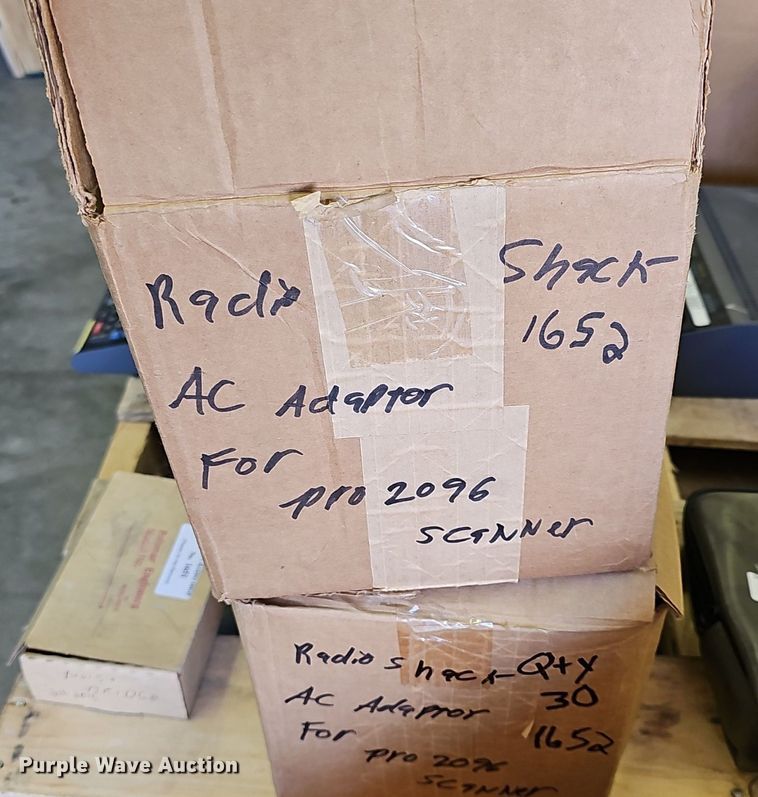 Radio Shack
1652
AC Adaptor
For
pro 2096
scanner
Radio Shack Qty
AC Adaptor 30
For 1652
pro 2096
scanner
Purple Wave Auction